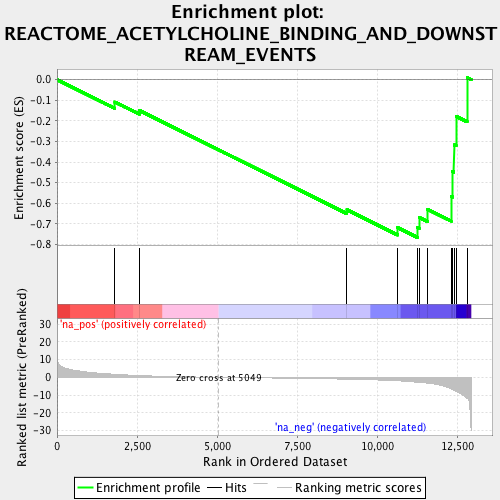 Enrichment plot:
REACTOME_ACETYLCHOLINE_BINDING_AND_DOWNST
REAM_EVENTS
Enrichment score (ES)
0.0
-0.1
-0.2
-0.3
-0.4
-0.5
-0.6
-0.7
-0.8
Ranked list metric (PreRanked)
30
20
10
0
-10
-20
-30
'na_pos' (positively correlated)
Zero cross at 5049
'na_neg' (negatively correlated)
0
2,500
5,000
7,500
10,000
12,500
Rank in Ordered Dataset
Enrichment profile
Hits
Ranking metric scores